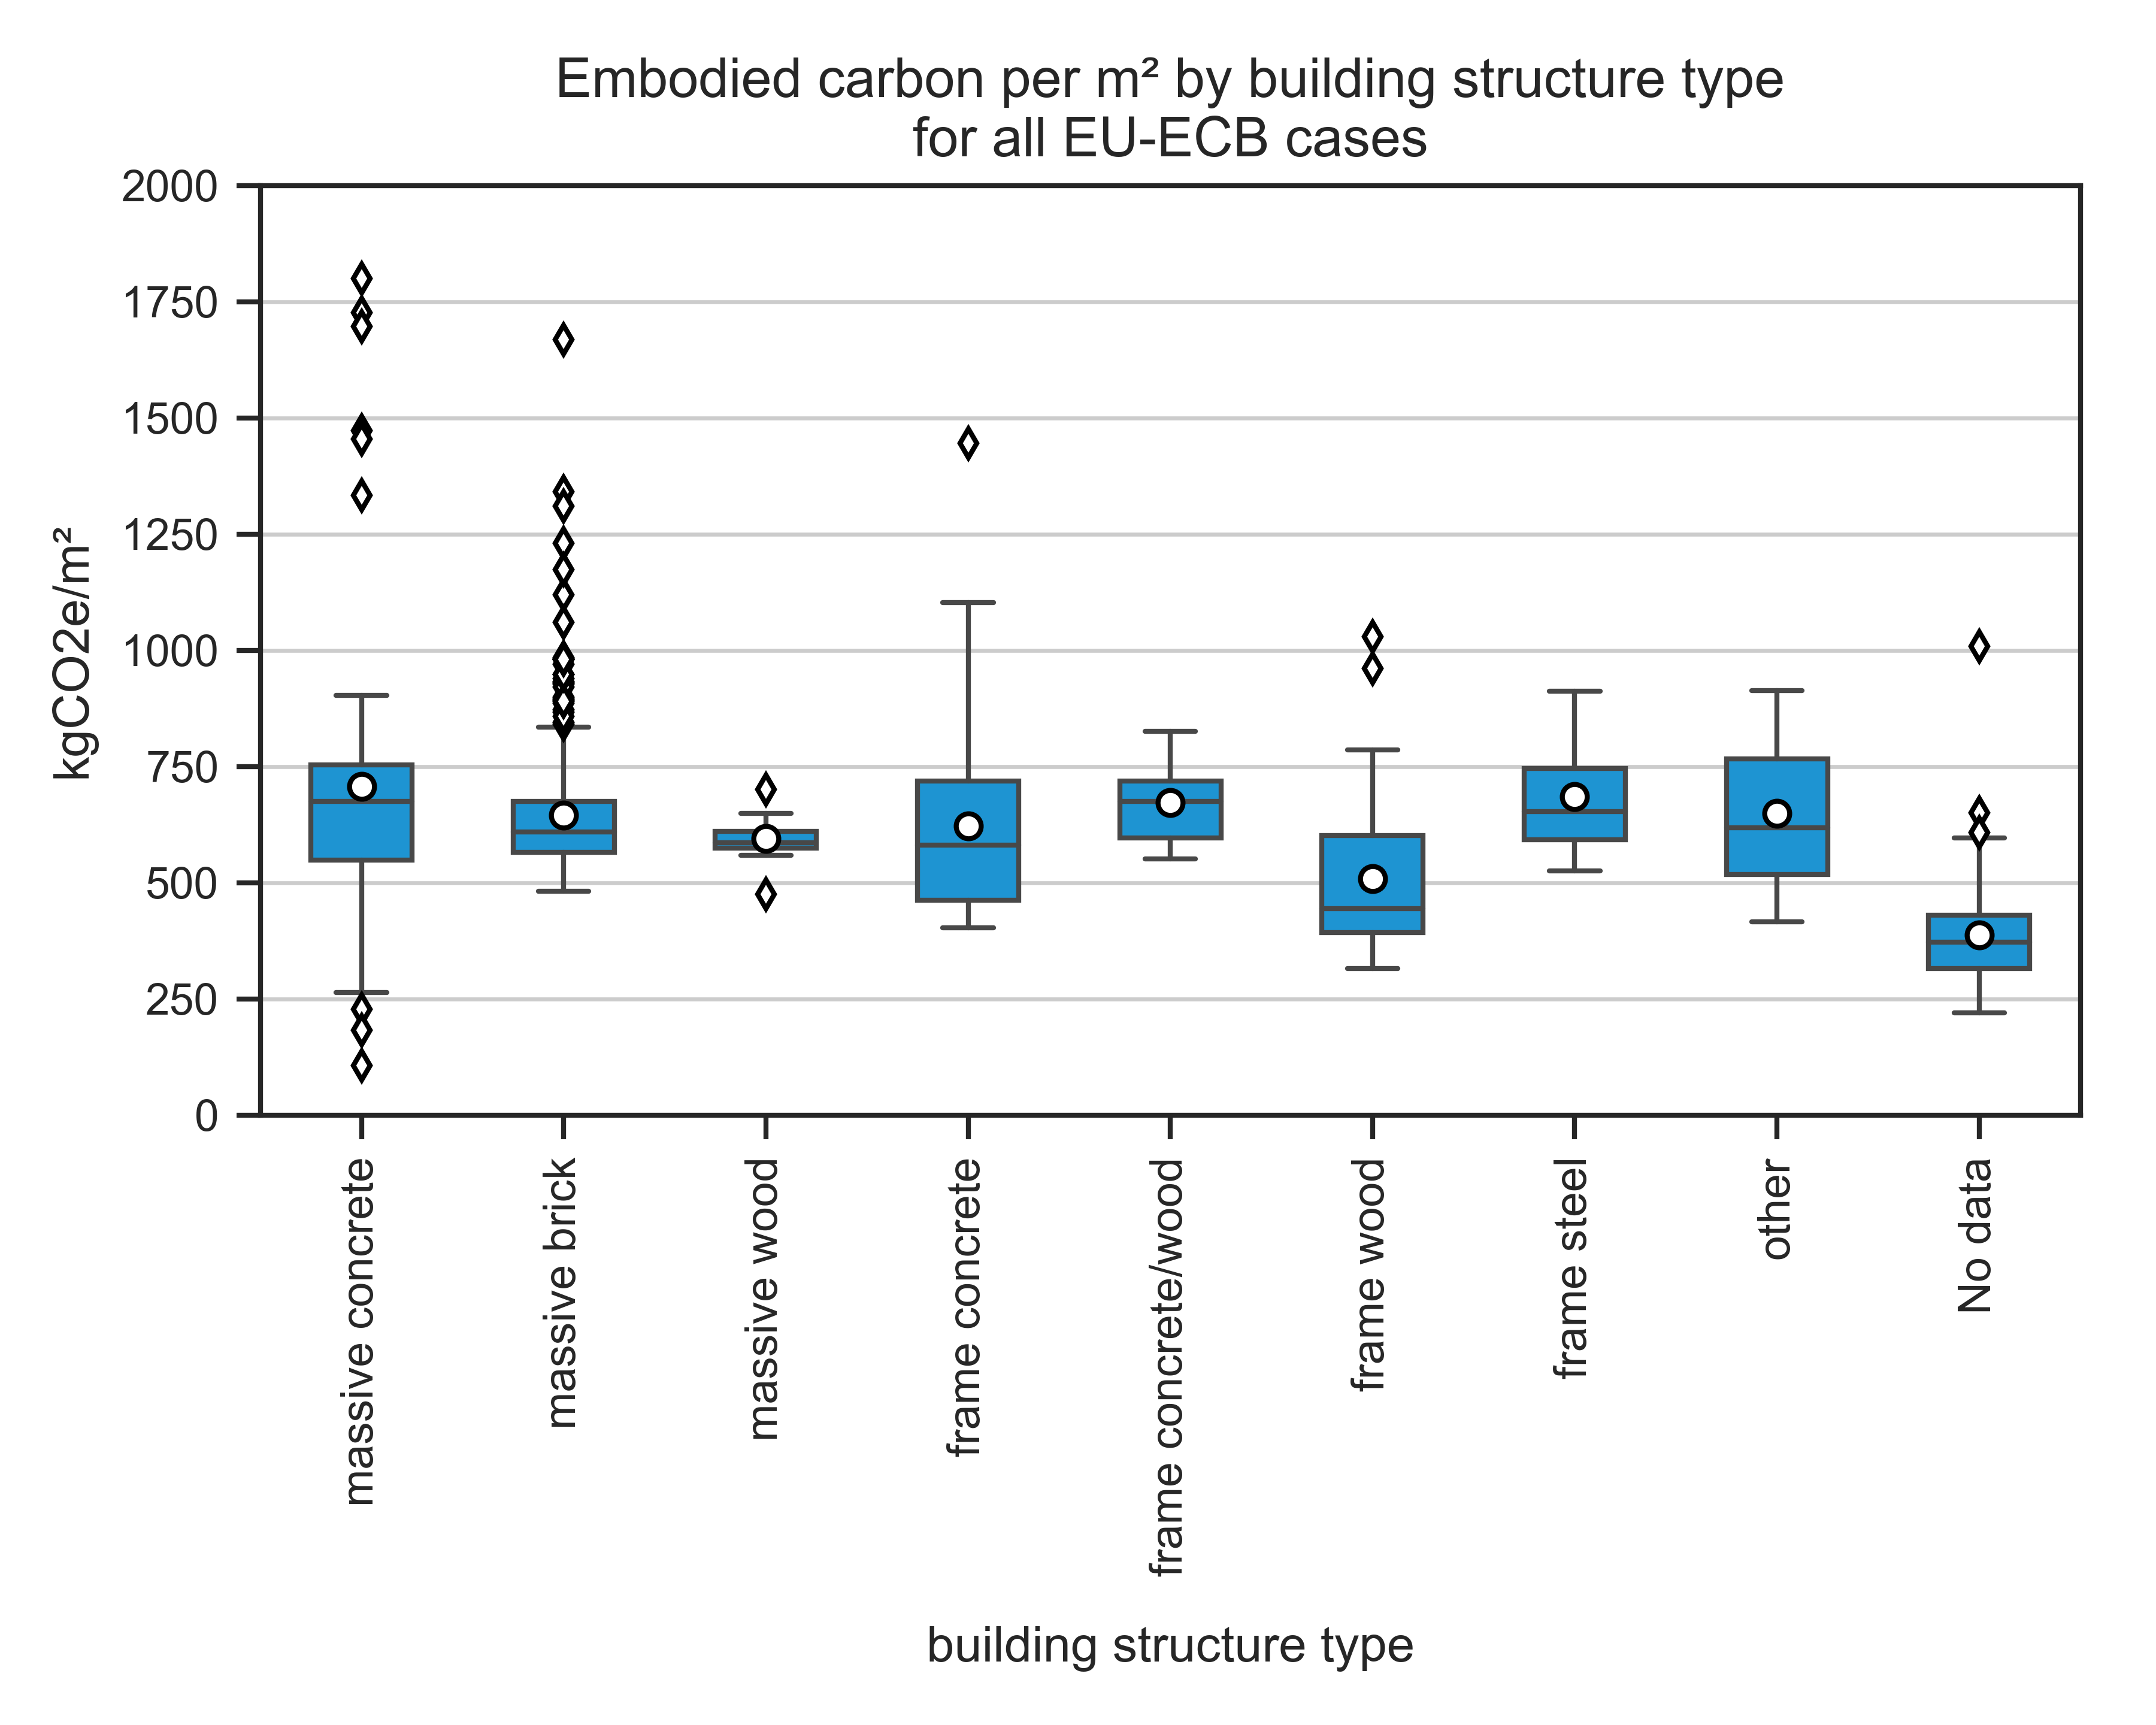 Embodied carbon per m² by building structure type
for all EU-ECB cases
kgCO2e/m²
2000
1750
1500
1250
1000
750
500
250
0
massive concrete
massive brick
massive wood
frame concrete
frame concrete/wood
frame wood
frame steel
other
No data
building structure type